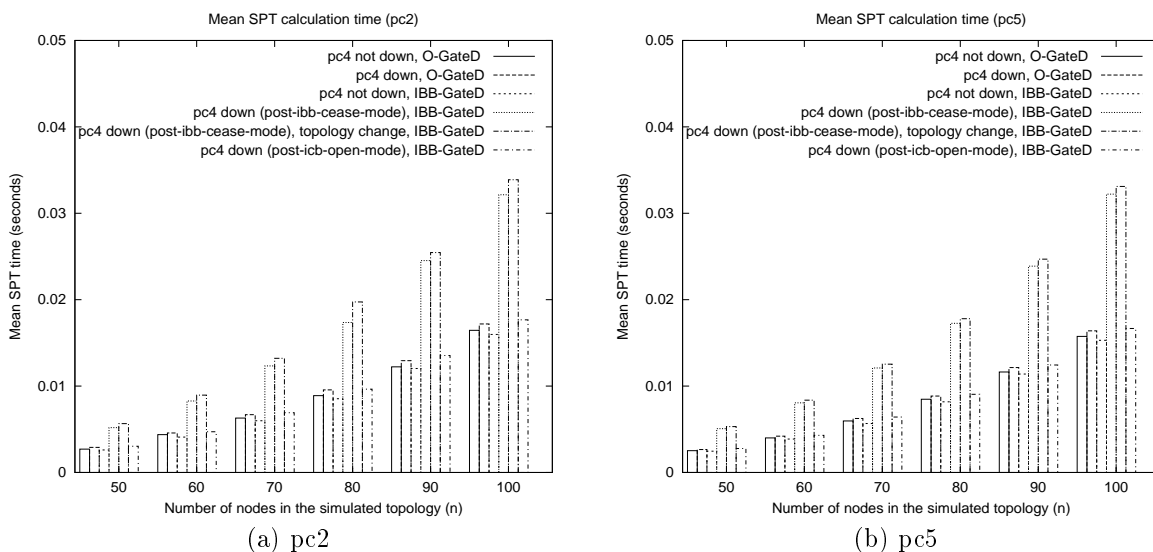 Mean SPT calculation time (pc2)
0.05
0.04
0.03
0.02
0.01
0
Mean SPT time (seconds)
pc4 not down, O-GateD
pc4 down, O-GateD
pc4 not down, IBB-GateD
pc4 down (post-ibb-cease-mode), IBB-GateD
pc4 down (post-ibb-cease-mode), topology change, IBB-GateD
pc4 down (post-icb-open-mode), IBB-GateD
50 60 70 80 90 100
Number of nodes in the simulated topology (n)
(a) pc2
Mean SPT calculation time (pc5)
0.05
0.04
0.03
0.02
0.01
0
Mean SPT time (seconds)
pc4 not down, O-GateD
pc4 down, O-GateD
pc4 not down, IBB-GateD
pc4 down (post-ibb-cease-mode), IBB-GateD
pc4 down (post-ibb-cease-mode), topology change, IBB-GateD
pc4 down (post-icb-open-mode), IBB-GateD
50 60 70 80 90 100
Number of nodes in the simulated topology (n)
(b) pc5